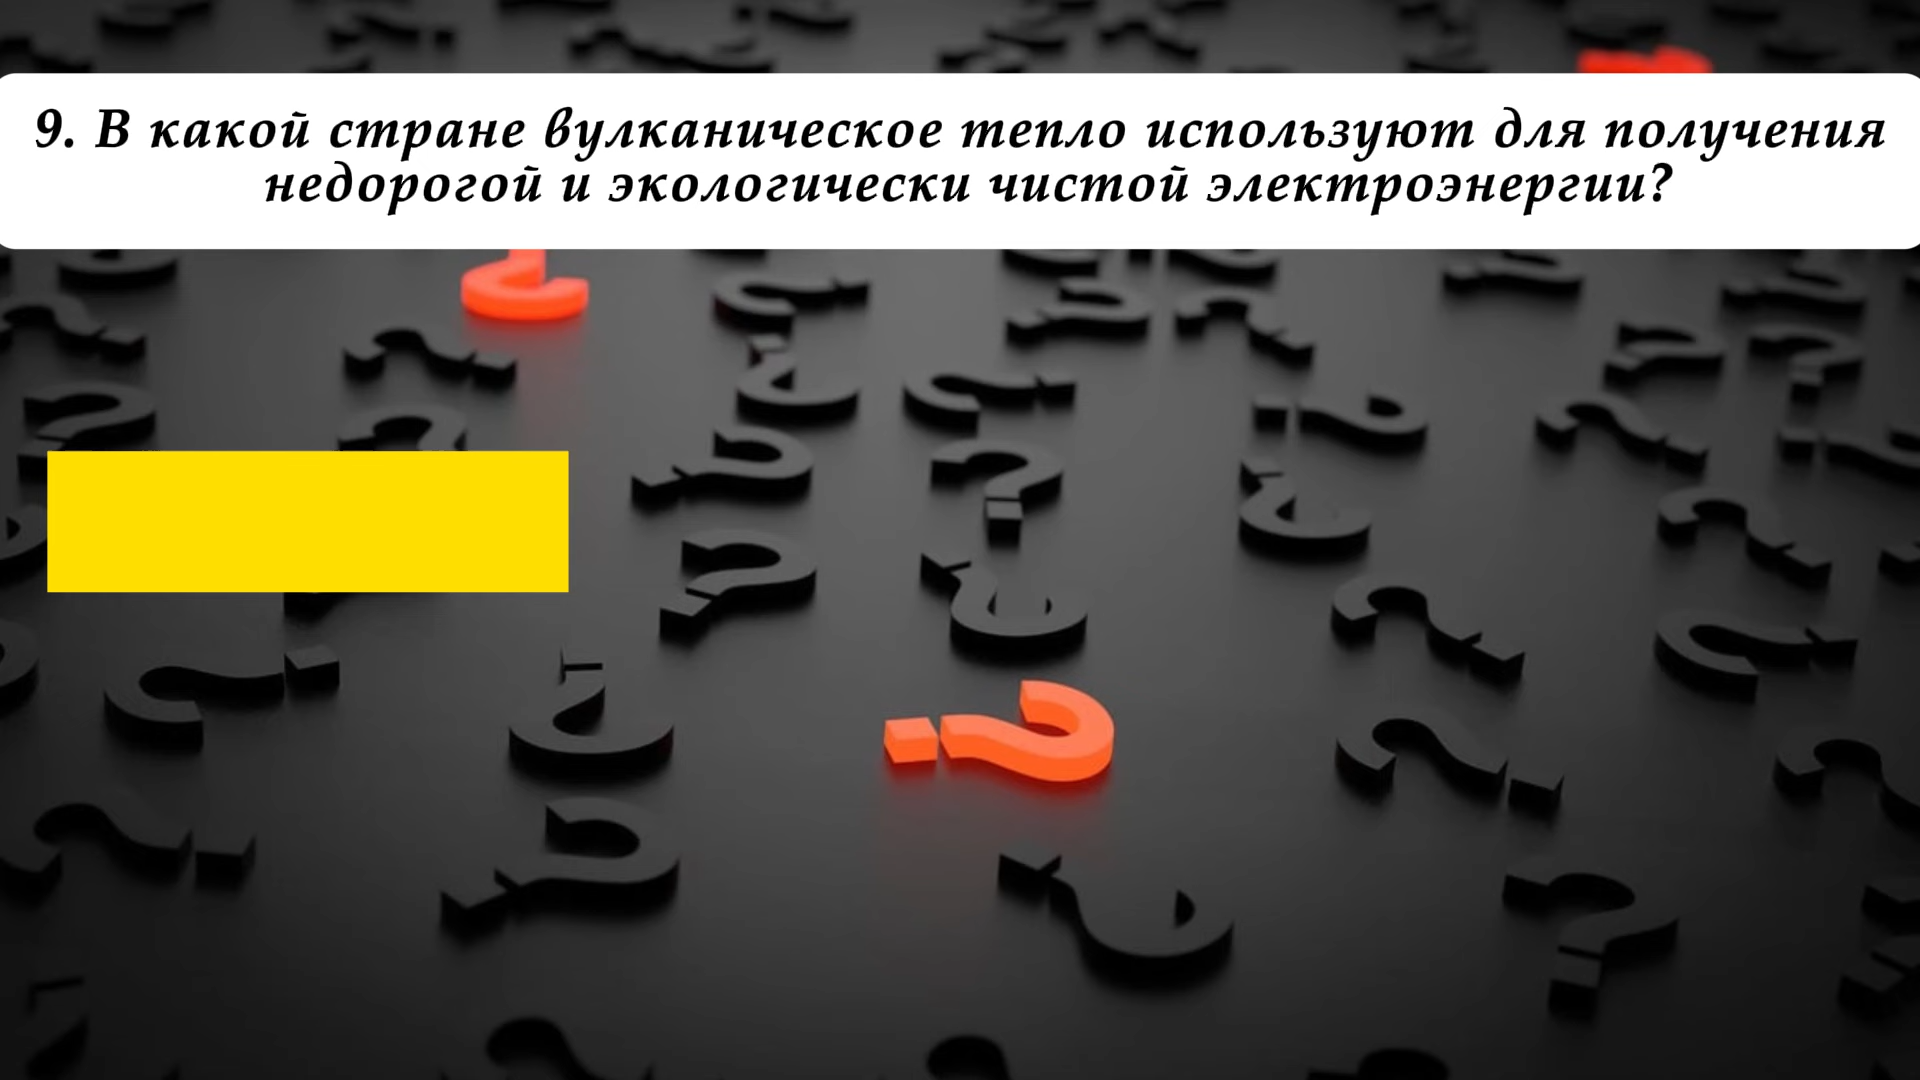 9. В какой стране вулканическое тепло используют для получения
недорогой и экологически чистой электроэнергии?